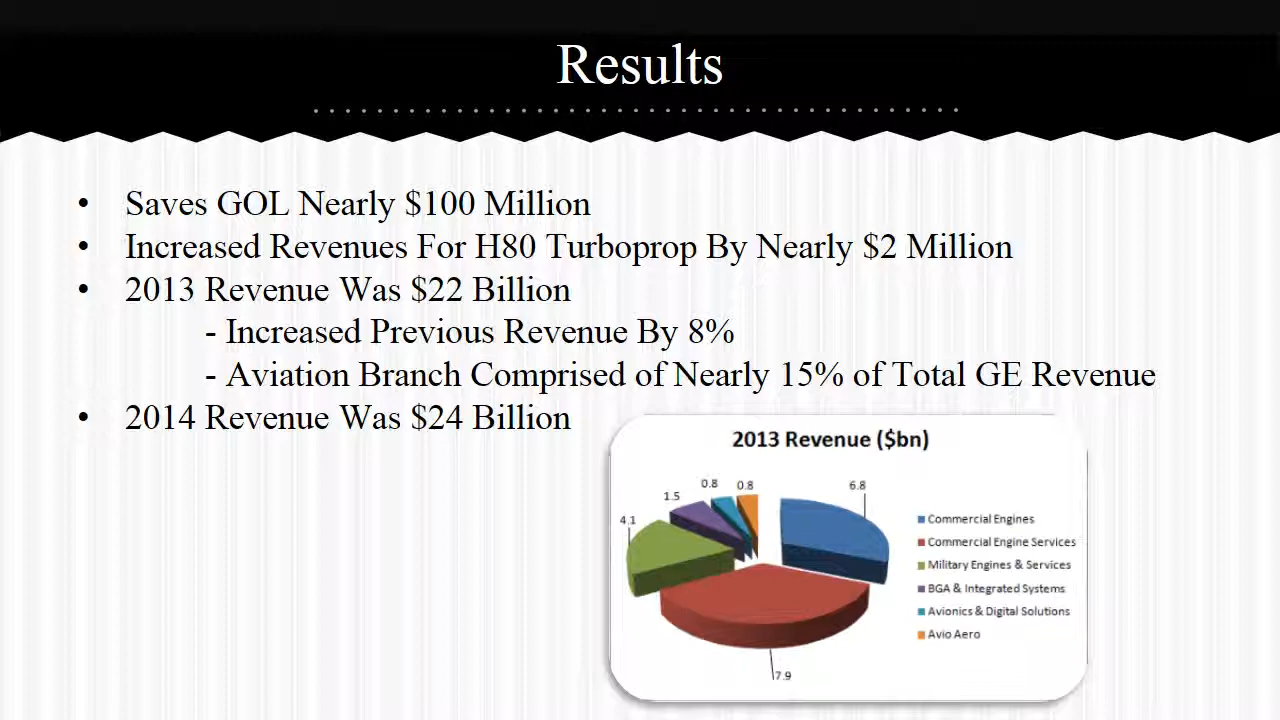 Results
• Saves GOL Nearly $100 Million
• Increased Revenues For H80 Turboprop By Nearly $2 Million
• 2013 Revenue Was $22 Billion
- Increased Previous Revenue By 8%
- Aviation Branch Comprised of Nearly 15% of Total GE Revenue
• 2014 Revenue Was $24 Billion
2013 Revenue ($bn)
0.8
0.8
6.8
1.5
4.1
7.9
Commercial Engines
Commercial Engine Services
Military Engines & Services
BGA & Integrated Systems
Avionics & Digital Solutions
Avio Aero